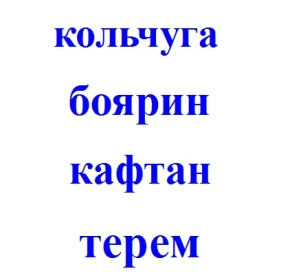 кольчуга
боярин
кафтан
терем